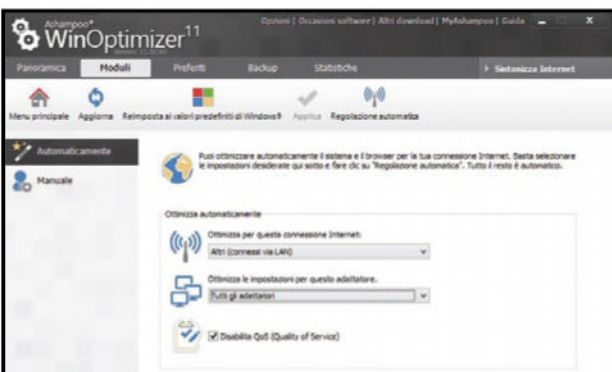 Ashampoo®
WinOptimizer 11
Opzioni | Occasioni software | Altri download | MyAshampoo | Guida
Panoramica Moduli Preferiti Backup Statistiche Sintonizza Internet
Menu principale Aggiorna Reimposta ai valori predefiniti di Windows® Applica Regolazione automatica
Automaticamente
Manuale
Puoi ottimizzare automaticamente il sistema e il browser per la tua connessione Internet. Basta selezionare
le impostazioni desiderate qui sotto e fare clic su "Regolazione automatica". Tutto il resto è automatico.
Ottimizza automaticamente
Ottimizza per questa connessione Internet:
Altri (connessi via LAN)
Ottimizza le impostazioni per questo adattatore.
Tutti gli adattatori
Disabilita QoS (Quality of Service)